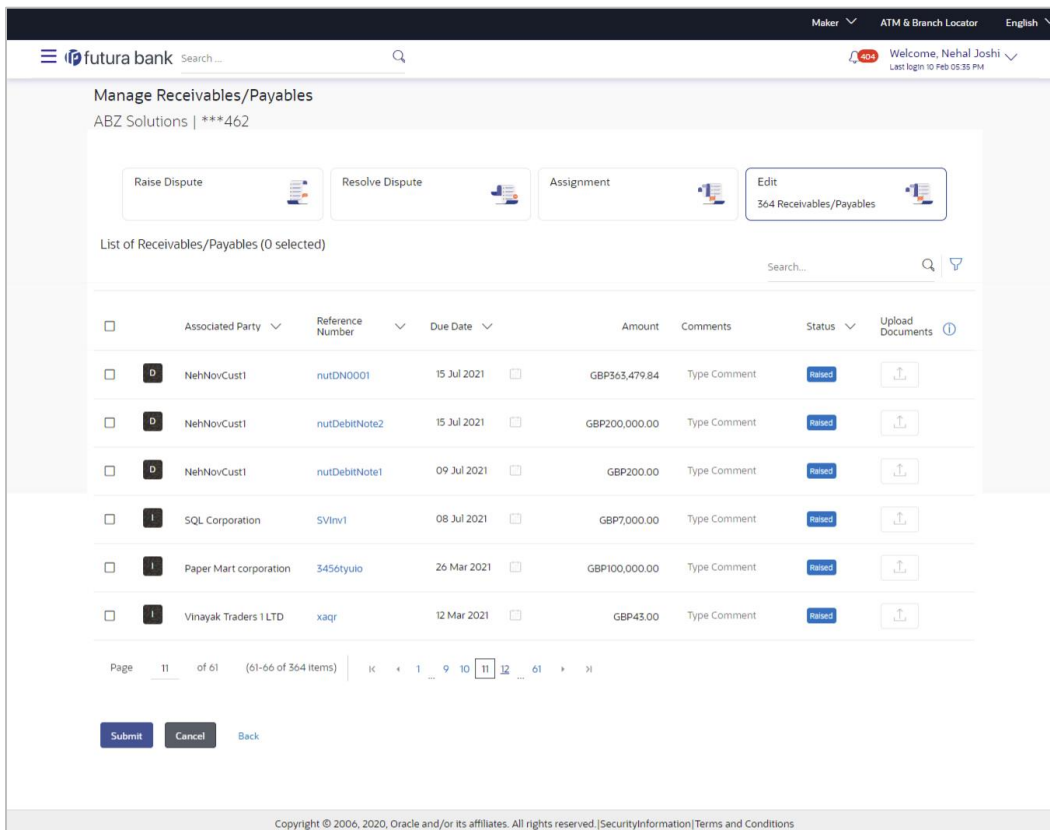 Maker ATM & Branch Locator English
futura bank Search ... 404 Welcome, Nehal Joshi
Last login 10 Feb 05:35 PM
Manage Receivables/Payables
ABZ Solutions | ***462
Raise Dispute Resolve Dispute Assignment Edit
364 Receivables/Payables
List of Receivables/Payables (0 selected)
Search...
Associated Party Reference Number Due Date Amount Comments Status Upload Documents
D NehNovCust1 nutDN0001 15 Jul 2021 GBP363,479.84 Type Comment Raised
D NehNovCust1 nutDebitNote2 15 Jul 2021 GBP200,000.00 Type Comment Raised
D NehNovCust1 nutDebitNote1 09 Jul 2021 GBP200.00 Type Comment Raised
I SQL Corporation SVInv1 08 Jul 2021 GBP7,000.00 Type Comment Raised
I Paper Mart corporation 3456tyuio 26 Mar 2021 GBP100,000.00 Type Comment Raised
I Vinayak Traders 1 LTD xaqr 12 Mar 2021 GBP43.00 Type Comment Raised
Page 11 of 61 (61-66 of 364 items) 1 ... 9 10 11 12 ... 61
Submit Cancel Back
Copyright © 2006, 2020, Oracle and/or its affiliates. All rights reserved.|SecurityInformation|Terms and Conditions